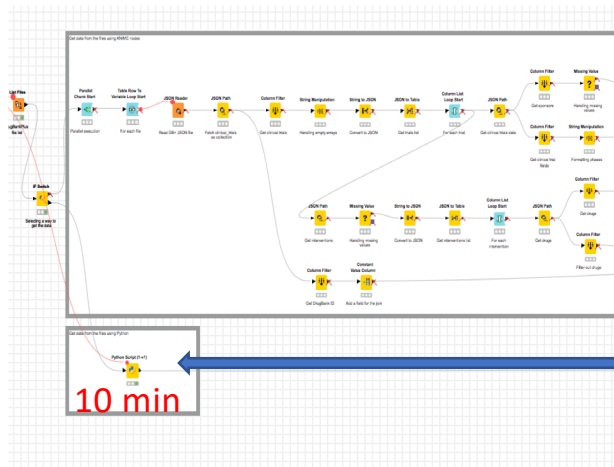 Get data from the files using KNIME nodes
Column Filter
Missing Value
Get sponsors
Handling missing
values
List Files
Parallel
Chunk Start
Table Row To
Variable Loop Start
JSON Reader
JSON Path
Column Filter
String Manipulation
String to JSON
JSON to Table
Column List
Loop Start
JSON Path
file list
Parallel execution
For each file
Read DB+ JSON file
Fetch clinical_trials
as collection
Get clinical trials
Handling empty arrays
Convert to JSON
Get trials list
For each trial
Get clinical trials data
Column Filter
String Manipulation
Get clinical trial
fields
Formatting phases
IF Switch
Selecting a way to
get the data
Column Filter
Get drugs
JSON Path
Missing Value
String to JSON
JSON to Table
Column List
Loop Start
JSON Path
Get interventions
Handling missing
values
Convert to JSON
Get interventions list
For each
intervention
Get drugs
Column Filter
Filter out drugs
Column Filter
Constant
Value Column
Get DrugBank ID
Add a field for the join
Get data from the files using Python
Python Script (1⇒1)
10 min